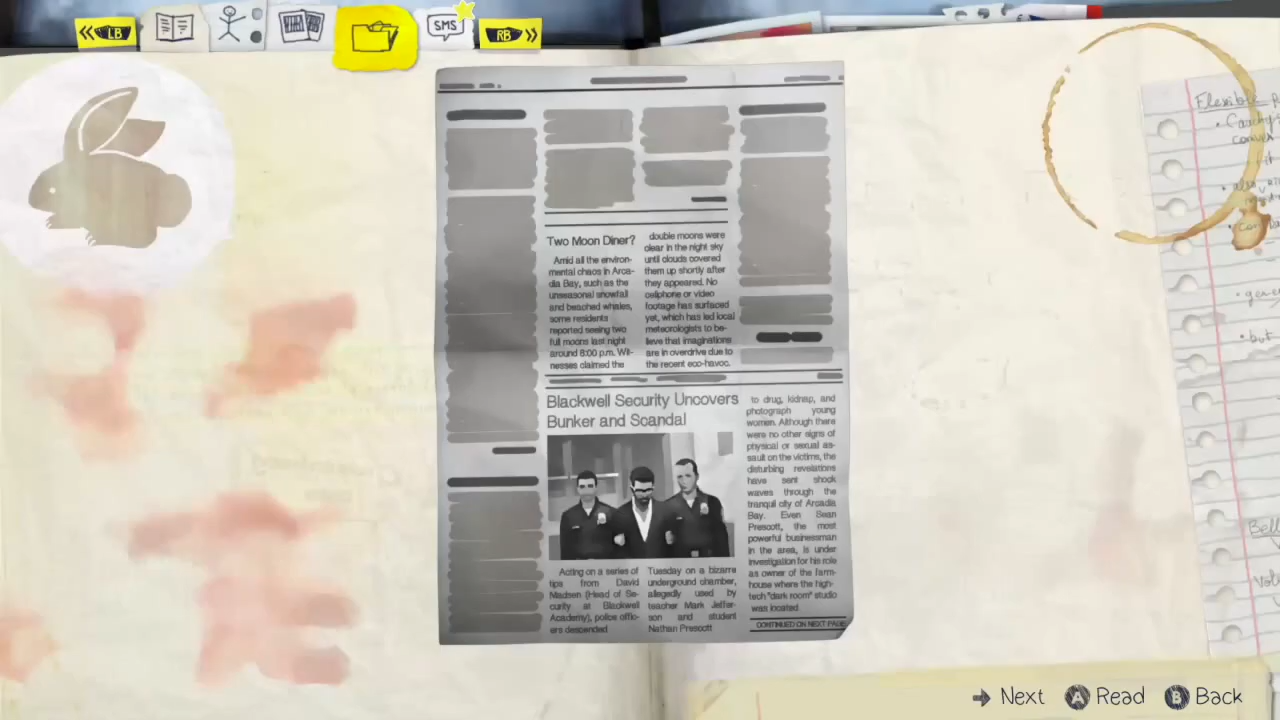 LB
SMS
RB
Flexible
Two Moon Diner?
Amid all the environ-
mental chaos in Arca-
dia Bay, such as the
unseasonal snowfall
and beached whales,
some residents
reported seeing two
full moons last night
around 6:00 p.m. Wit-
nesses claimed the
double moons were
clear in the night sky
until clouds covered
them up shortly after
they appeared. No
cellphone or video
footage has surfaced
yet, which has led local
meteorologists to be-
lieve that imaginations
are in overdrive due to
the recent eco-havoc.
Blackwell Security Uncovers
Bunker and Scandal
Acting on a series of
tips from David
Madsen (Head of Se-
curity at Blackwell
Academy), police offic-
ers descended
Tuesday on a bizarre
underground chamber,
allegedly used by
teacher Mark Jeffer-
son and student
Nathan Prescott
to drug, kidnap, and
photograph young
women. Although there
were no other signs of
physical or sexual as-
sault on the victims, the
disturbing revelations
have sent shock
waves through the
tranquil city of Arcadia
Bay. Even Sean
Prescott, the most
powerful businessman
in the area, is under
investigation for his role
as owner of the farm-
house where the high-
tech "dark room" studio
was located.
CONTINUED ON NEXT PAGE
but
Next
A Read
B Back